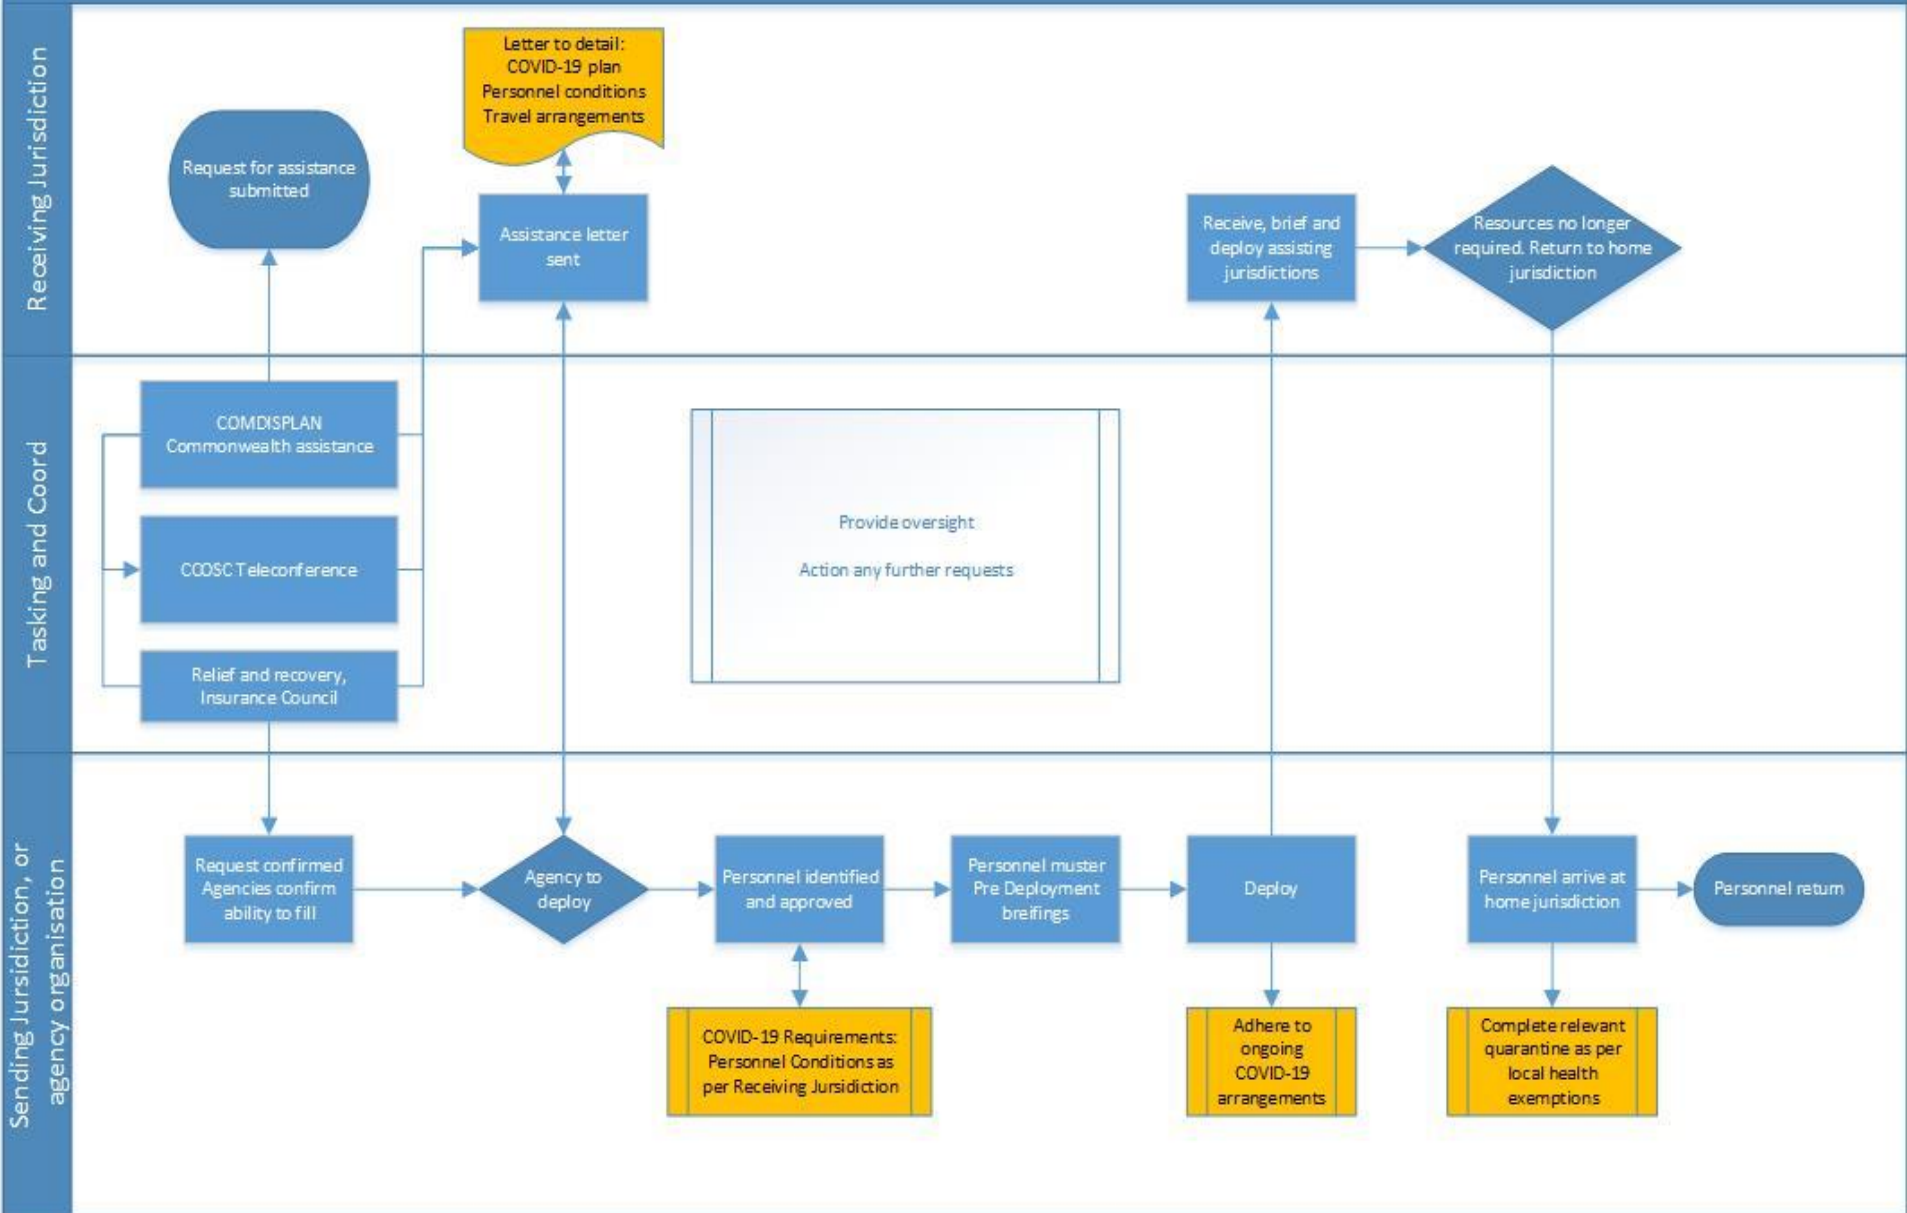 Receiving Jurisdiction
Letter to detail:
COVID-19 plan
Personnel conditions
Travel arrangements
Request for assistance
submitted
Assistance letter
sent
Receive, brief and
deploy assisting
jurisdictions
Resources no longer
required. Return to home
jurisdiction
Tasking and Coord
COMDISPLAN
Commonwealth assistance
CCOSC Teleconference
Relief and recovery,
Insurance Council
Provide oversight
Action any further requests
Sending Jursidiction, or
agency organisation
Request confirmed
Agencies confirm
ability to fill
Agency to
deploy
Personnel identified
and approved
Personnel muster
Pre Deployment
breifings
Deploy
Personnel arrive at
home jurisdiction
Personnel return
COVID-19 Requirements:
Personnel Conditions as
per Receiving Jursidiction
Adhere to
ongoing
COVID-19
arrangements
Complete relevant
quarantine as per
local health
exemptions